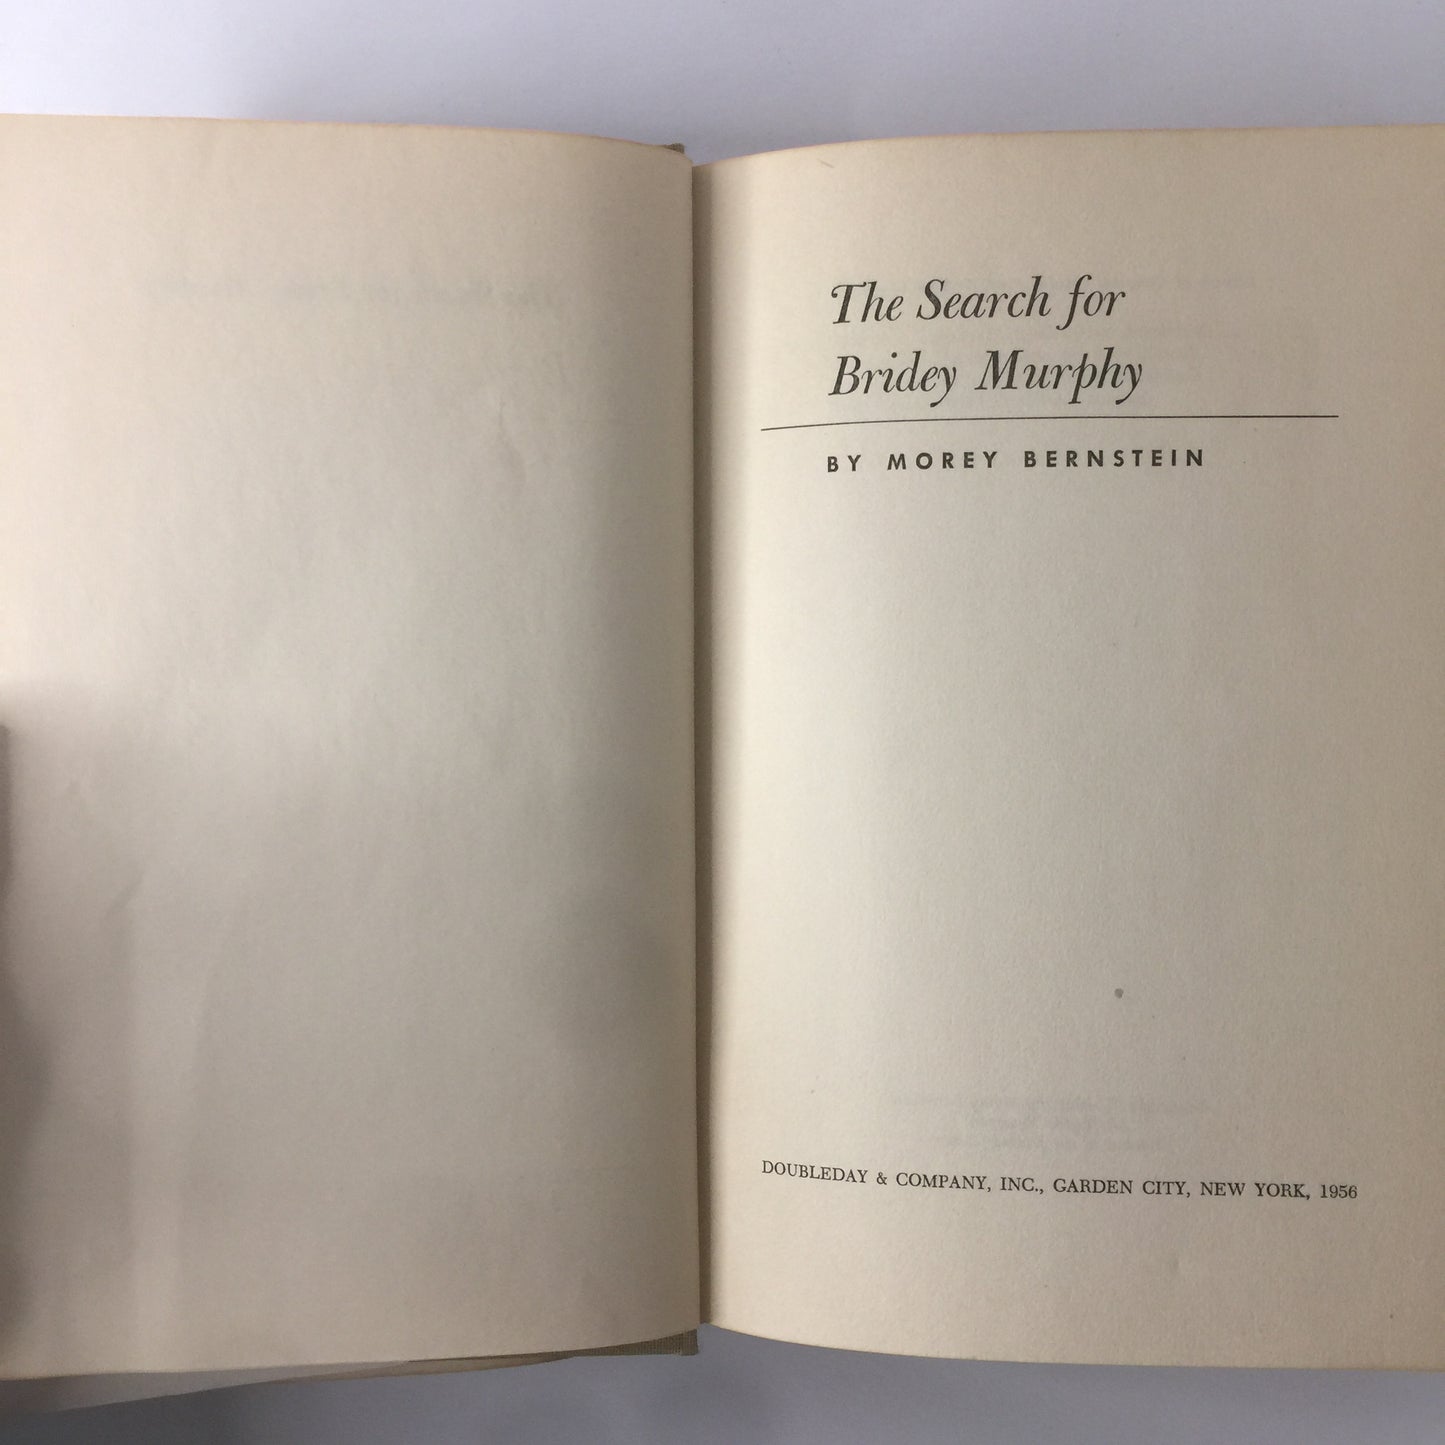 The Search for
Bridey Murphy
BY MOREY BERNSTEIN
DOUBLEDAY & COMPANY, INC., GARDEN CITY, NEW YORK, 1956